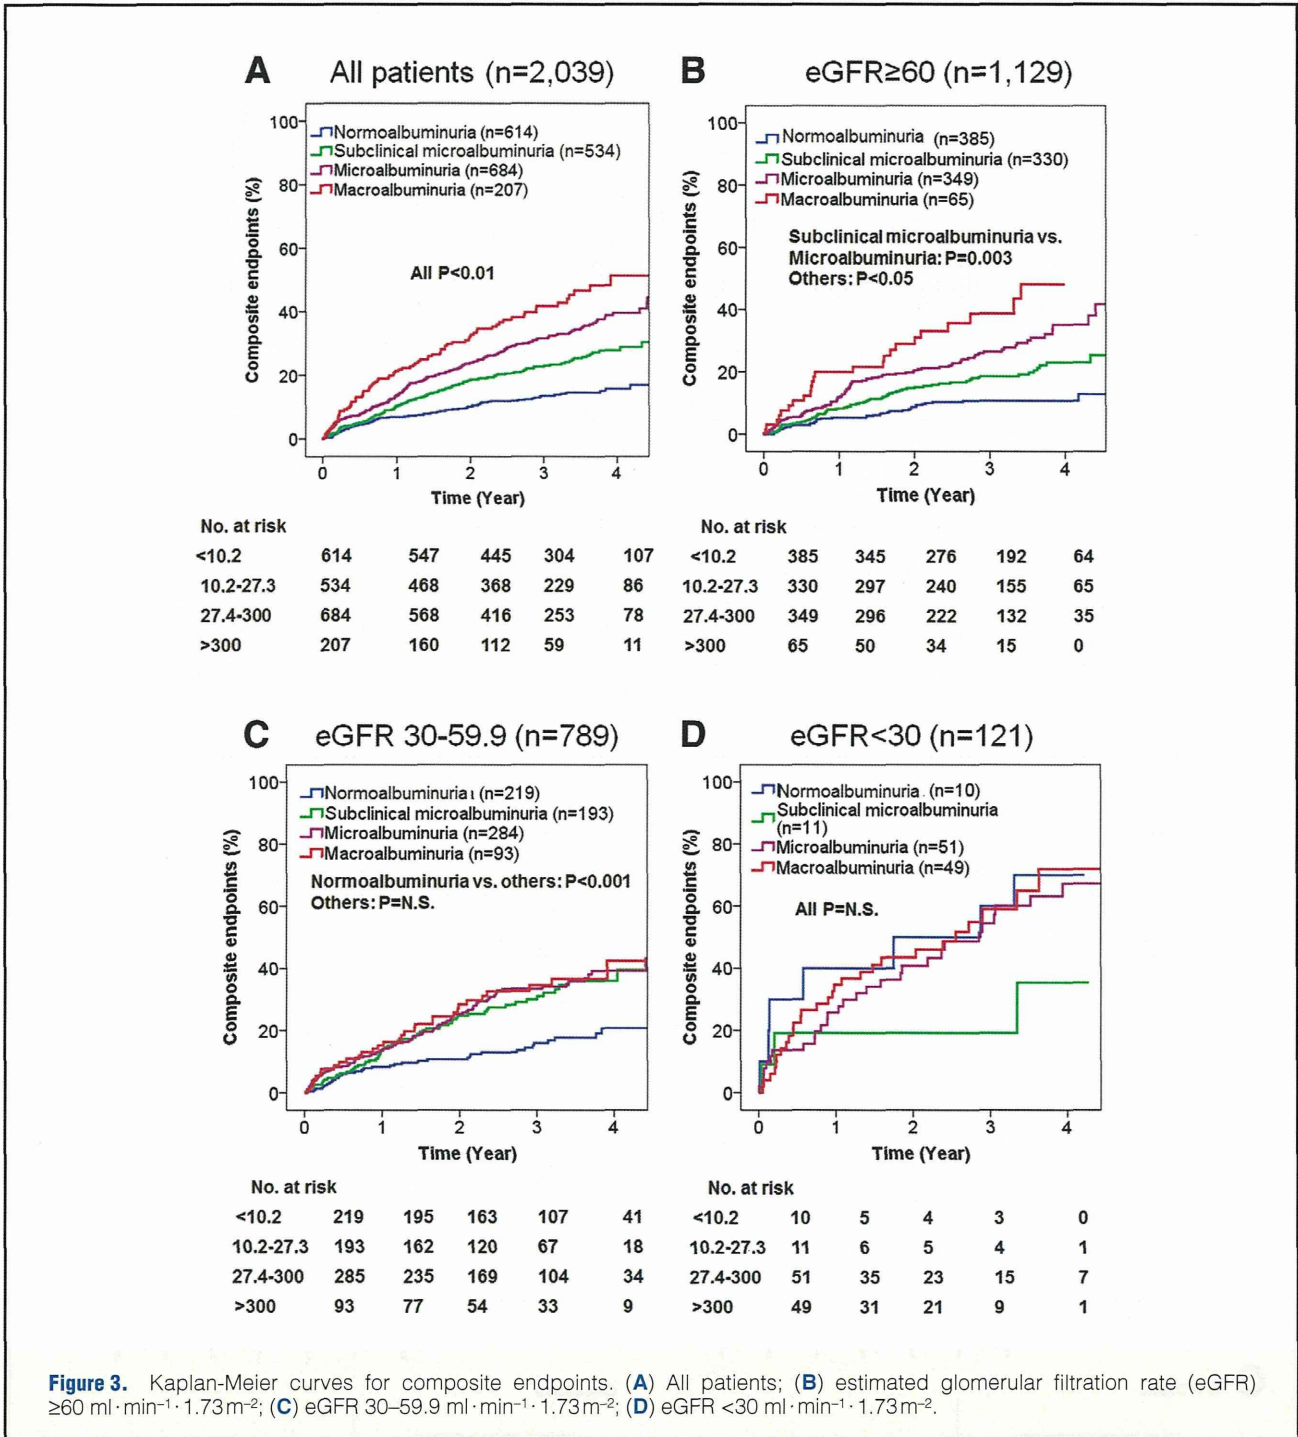 A All patients (n=2,039)
Normoalbuminuria (n=614)
Subclinical microalbuminuria (n=534)
Microalbuminuria (n=684)
Macroalbuminuria (n=207)
All P<0.01
Composite endpoints (%)
100
80
60
40
20
0
0 1 2 3 4
Time (Year)
No. at risk
<10.2 614 547 445 304 107
10.2-27.3 534 468 368 229 86
27.4-300 684 568 416 253 78
>300 207 160 112 59 11
B eGFR≥60 (n=1,129)
Normoalbuminuria (n=385)
Subclinical microalbuminuria (n=330)
Microalbuminuria (n=349)
Macroalbuminuria (n=65)
Subclinical microalbuminuria vs.
Microalbuminuria: P=0.003
Others: P<0.05
Composite endpoints (%)
100
80
60
40
20
0
0 1 2 3 4
Time (Year)
No. at risk
<10.2 385 345 276 192 64
10.2-27.3 330 297 240 155 65
27.4-300 349 296 222 132 35
>300 65 50 34 15 0
C eGFR 30-59.9 (n=789)
Normoalbuminuria (n=219)
Subclinical microalbuminuria (n=193)
Microalbuminuria (n=284)
Macroalbuminuria (n=93)
Normoalbuminuria vs. others: P<0.001
Others: P=N.S.
Composite endpoints (%)
100
80
60
40
20
0
0 1 2 3 4
Time (Year)
No. at risk
<10.2 219 195 163 107 41
10.2-27.3 193 162 120 67 18
27.4-300 285 235 169 104 34
>300 93 77 54 33 9
D eGFR<30 (n=121)
Normoalbuminuria (n=10)
Subclinical microalbuminuria
(n=11)
Microalbuminuria (n=51)
Macroalbuminuria (n=49)
All P=N.S.
Composite endpoints (%)
100
80
60
40
20
0
0 1 2 3 4
Time (Year)
No. at risk
<10.2 10 5 4 3 0
10.2-27.3 11 6 5 4 1
27.4-300 51 35 23 15 7
>300 49 31 21 9 1
Figure 3. Kaplan-Meier curves for composite endpoints. (A) All patients; (B) estimated glomerular filtration rate (eGFR)
≥60 ml·min⁻¹·1.73 m⁻²; (C) eGFR 30–59.9 ml·min⁻¹·1.73 m⁻²; (D) eGFR <30 ml·min⁻¹·1.73 m⁻².